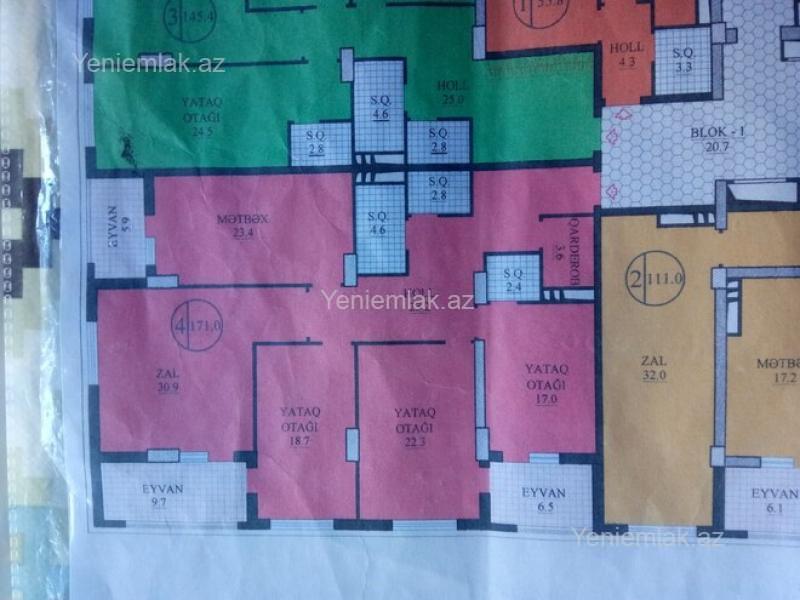 3 145.4
Yeniemlak.az
YATAQ
OTAĞI
24.5
S.Q
2.8
S.Q.
4.6
HOLL
25.0
S.Q
2.8
1 53.8
HOLL
4.3
S.Q
3.3
BLOK - 1
20.7
EYVAN
5.9
MƏTBƏX
23.4
S.Q.
4.6
S.Q
2.8
QARDEROB
3.6
S.Q
2.4
HOLL
Yeniemlak.az
4 171.0
ZAL
30.9
YATAQ
OTAĞI
18.7
YATAQ
OTAĞI
22.3
YATAQ
OTAĞI
17.0
2 111.0
ZAL
32.0
17.2
EYVAN
9.7
EYVAN
6.5
EYVAN
6.1
Yeniemlak.az